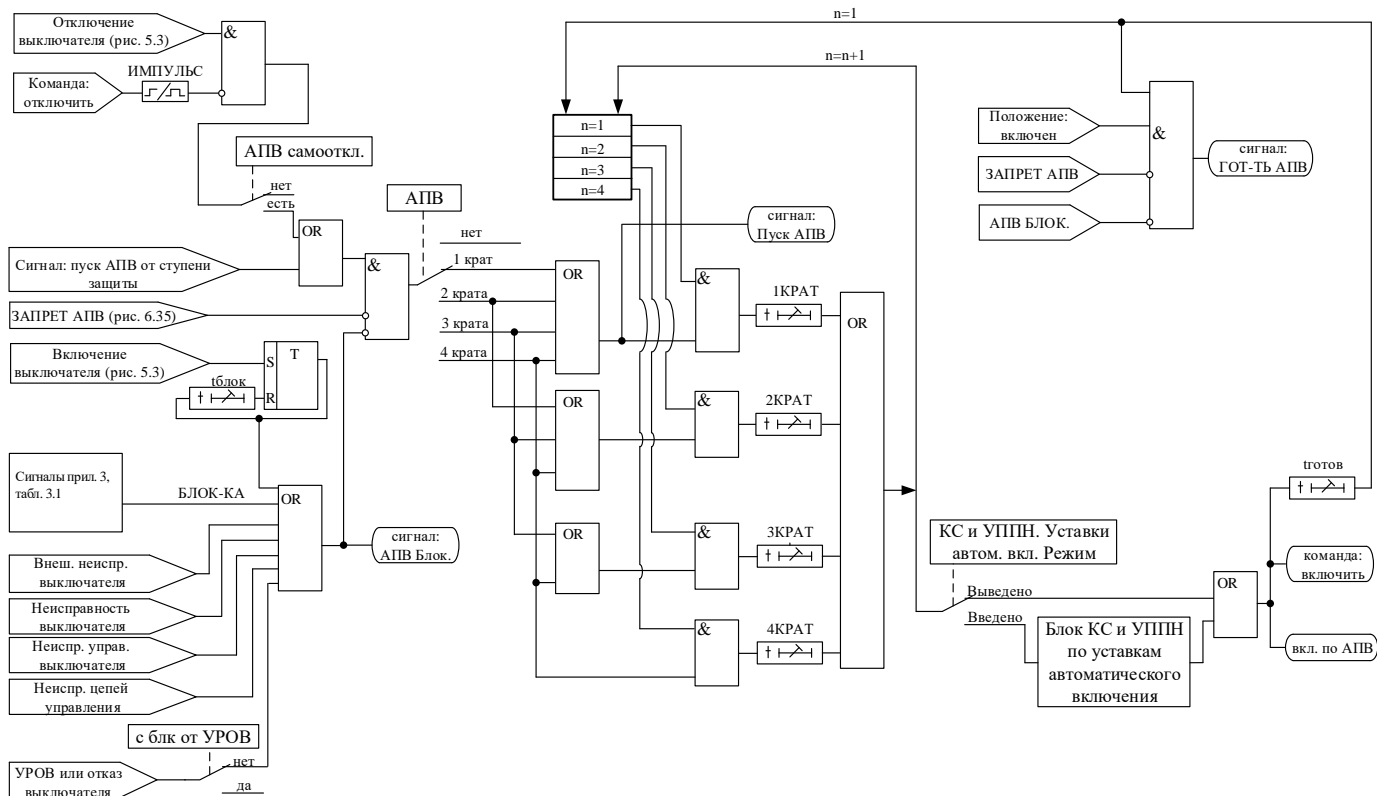 Отключение
выключателя (рис. 5.3)
&
Команда:
отключить
ИМПУЛЬС
АПВ самооткл.
нет
есть
OR
Сигнал: пуск АПВ от ступени
защиты
&
ЗАПРЕТ АПВ (рис. 6.35)
Включение
выключателя (рис. 5.3)
S
T
R
tблок
Сигналы прил. 3,
табл. 3.1
БЛОК-КА
OR
Внеш. неиспр.
выключателя
Неисправность
выключателя
Неиспр. управ.
выключателя
Неиспр. цепей
управления
с блк от УРОВ
нет
да
УРОВ или отказ
выключателя
сигнал:
АПВ Блок.
АПВ
нет
1 крат
2 крата
3 крата
4 крата
OR
OR
OR
n=1
n=n+1
n=1
n=2
n=3
n=4
сигнал:
Пуск АПВ
&
1КРАТ
&
2КРАТ
&
3КРАТ
&
4КРАТ
OR
Положение:
включен
ЗАПРЕТ АПВ
АПВ БЛОК.
&
сигнал:
ГОТ-ТЬ АПВ
КС и УППН. Уставки
автом. вкл. Режим
Выведено
Введено
Блок КС и УППН
по уставкам
автоматического
включения
OR
tготов
команда:
включить
вкл. по АПВ